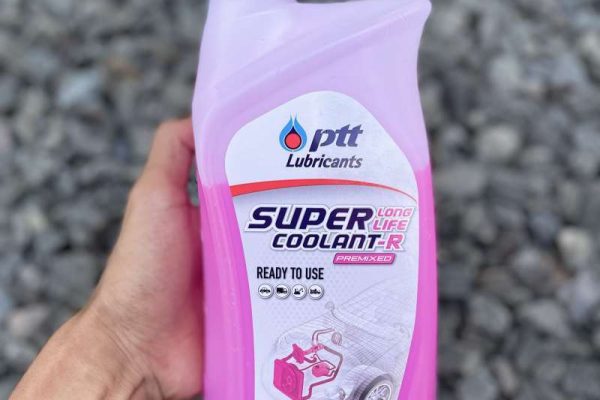 ptt
Lubricants
SUPER LONG LIFE
COOLANT-R
PREMIXED
READY TO USE